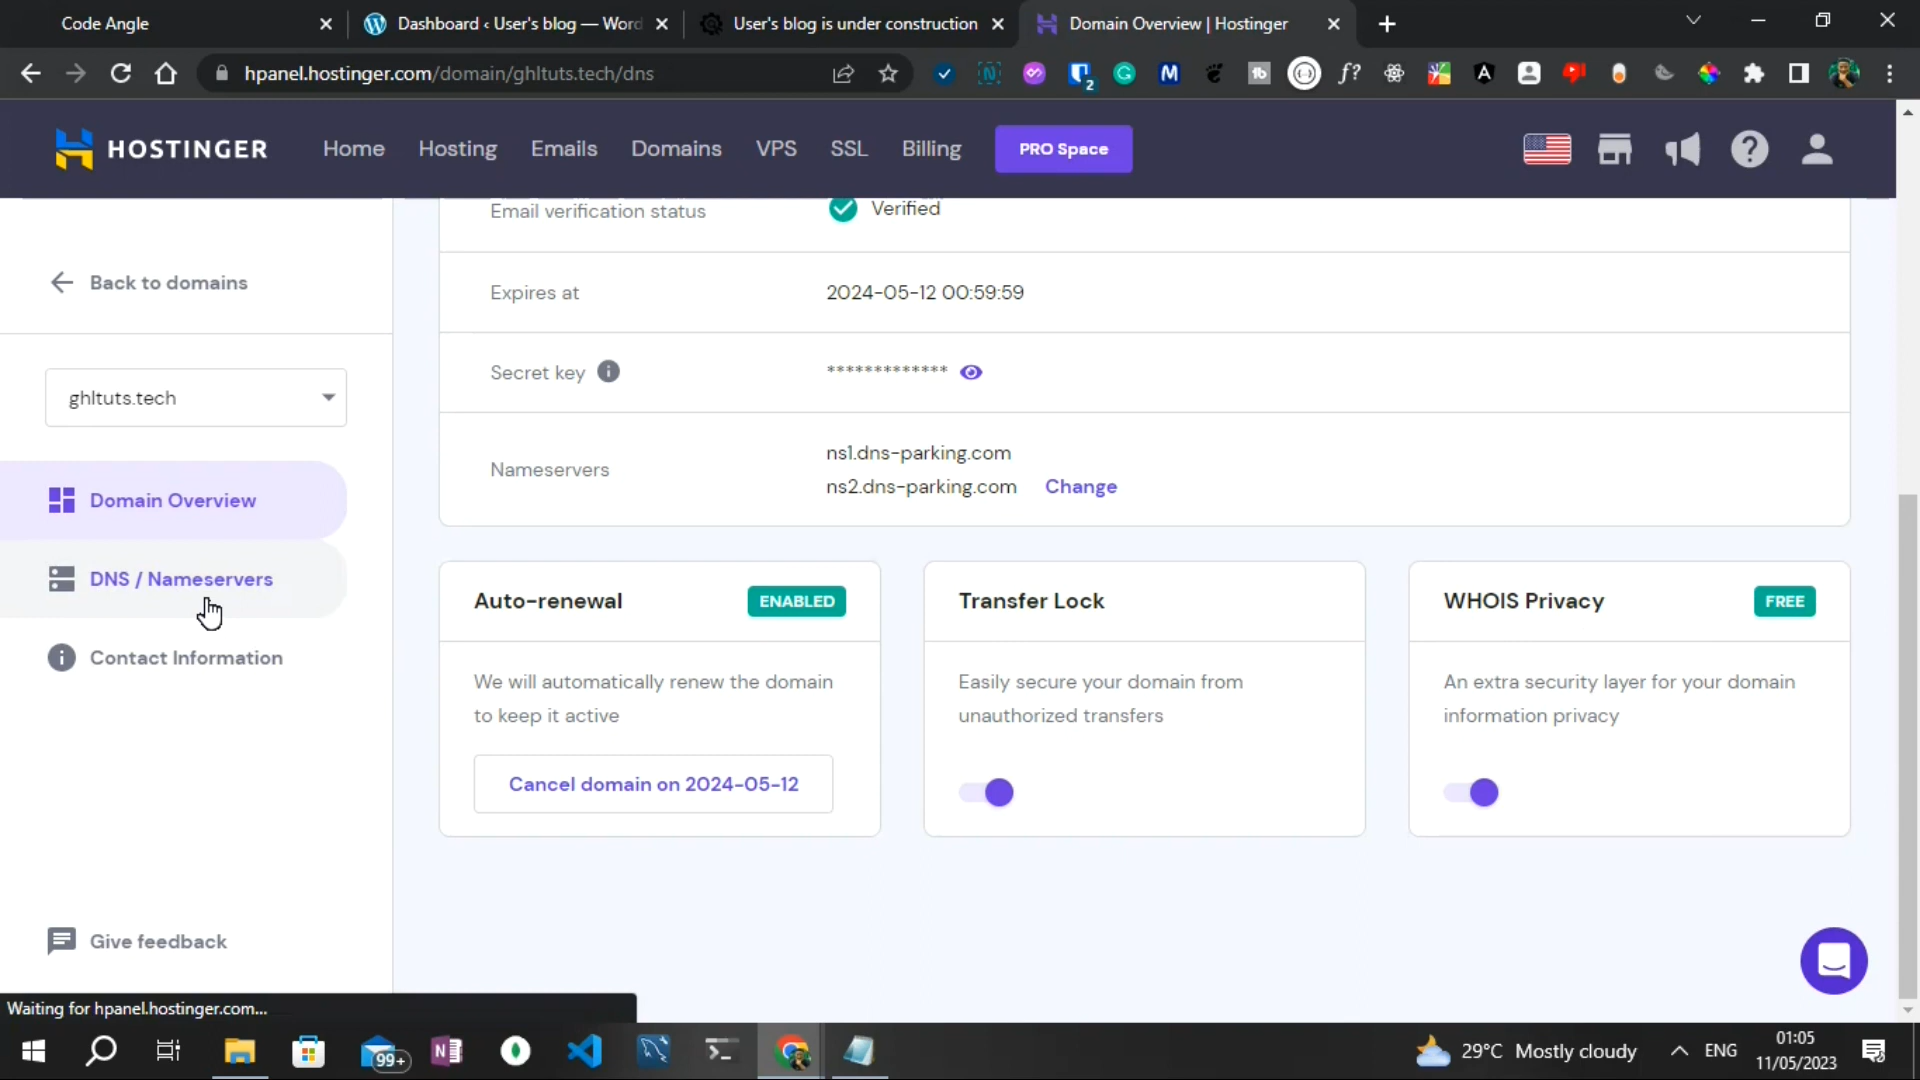 Code Angle
Dashboard ‹ User's blog — Word
User's blog is under construction
Domain Overview | Hostinger
hpanel.hostinger.com/domain/ghltuts.tech/dns
2
HOSTINGER
Home
Hosting
Emails
Domains
VPS
SSL
Billing
PRO Space
Email verification status
Verified
Back to domains
Expires at
2024-05-12 00:59:59
Secret key
*************
ghltuts.tech
Nameservers
ns1.dns-parking.com
ns2.dns-parking.com
Change
Domain Overview
DNS / Nameservers
Contact Information
Auto-renewal
ENABLED
We will automatically renew the domain
to keep it active
Cancel domain on 2024-05-12
Transfer Lock
Easily secure your domain from
unauthorized transfers
WHOIS Privacy
FREE
An extra security layer for your domain
information privacy
Give feedback
Waiting for hpanel.hostinger.com...
99+
29°C Mostly cloudy
ENG
01:05
11/05/2023